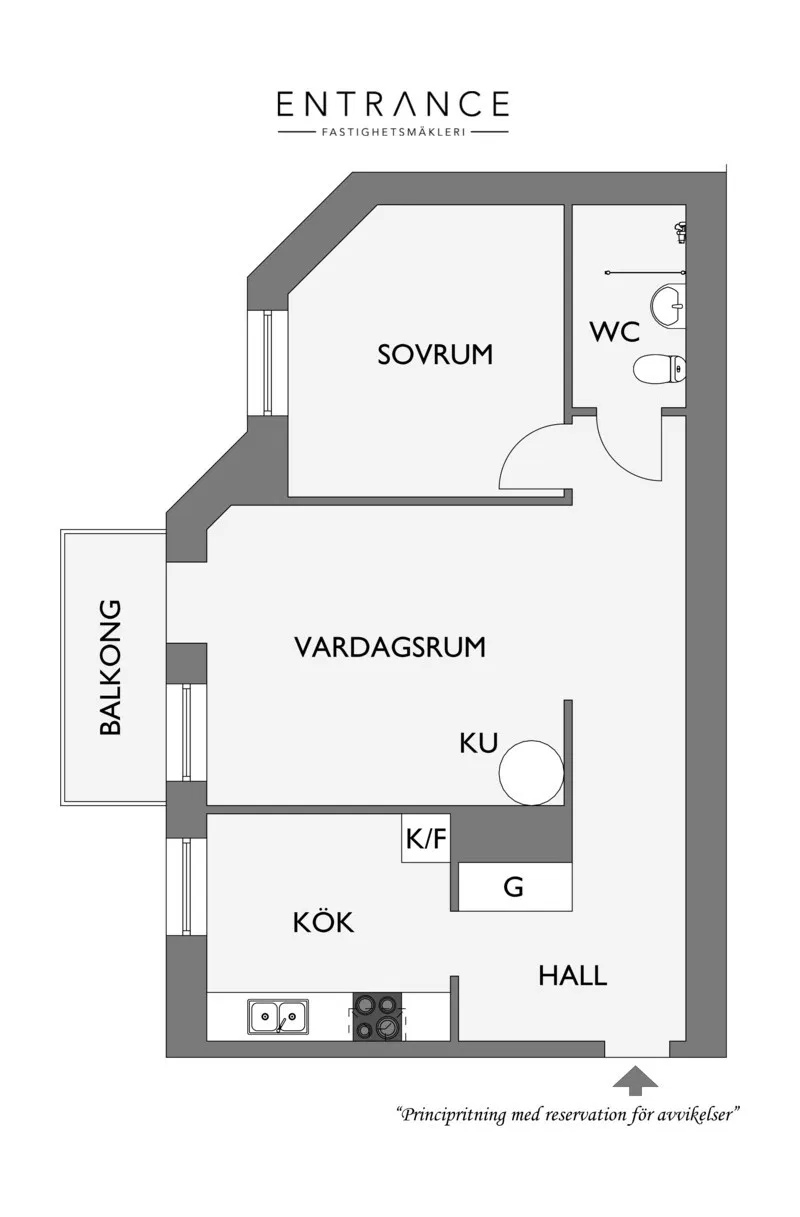 ENTRANCE
FASTIGHETSMÄKLERI
WC
SOVRUM
BALKONG
VARDAGSRUM
KU
K/F
G
KÖK
HALL
“Principritning med reservation för avvikelser”